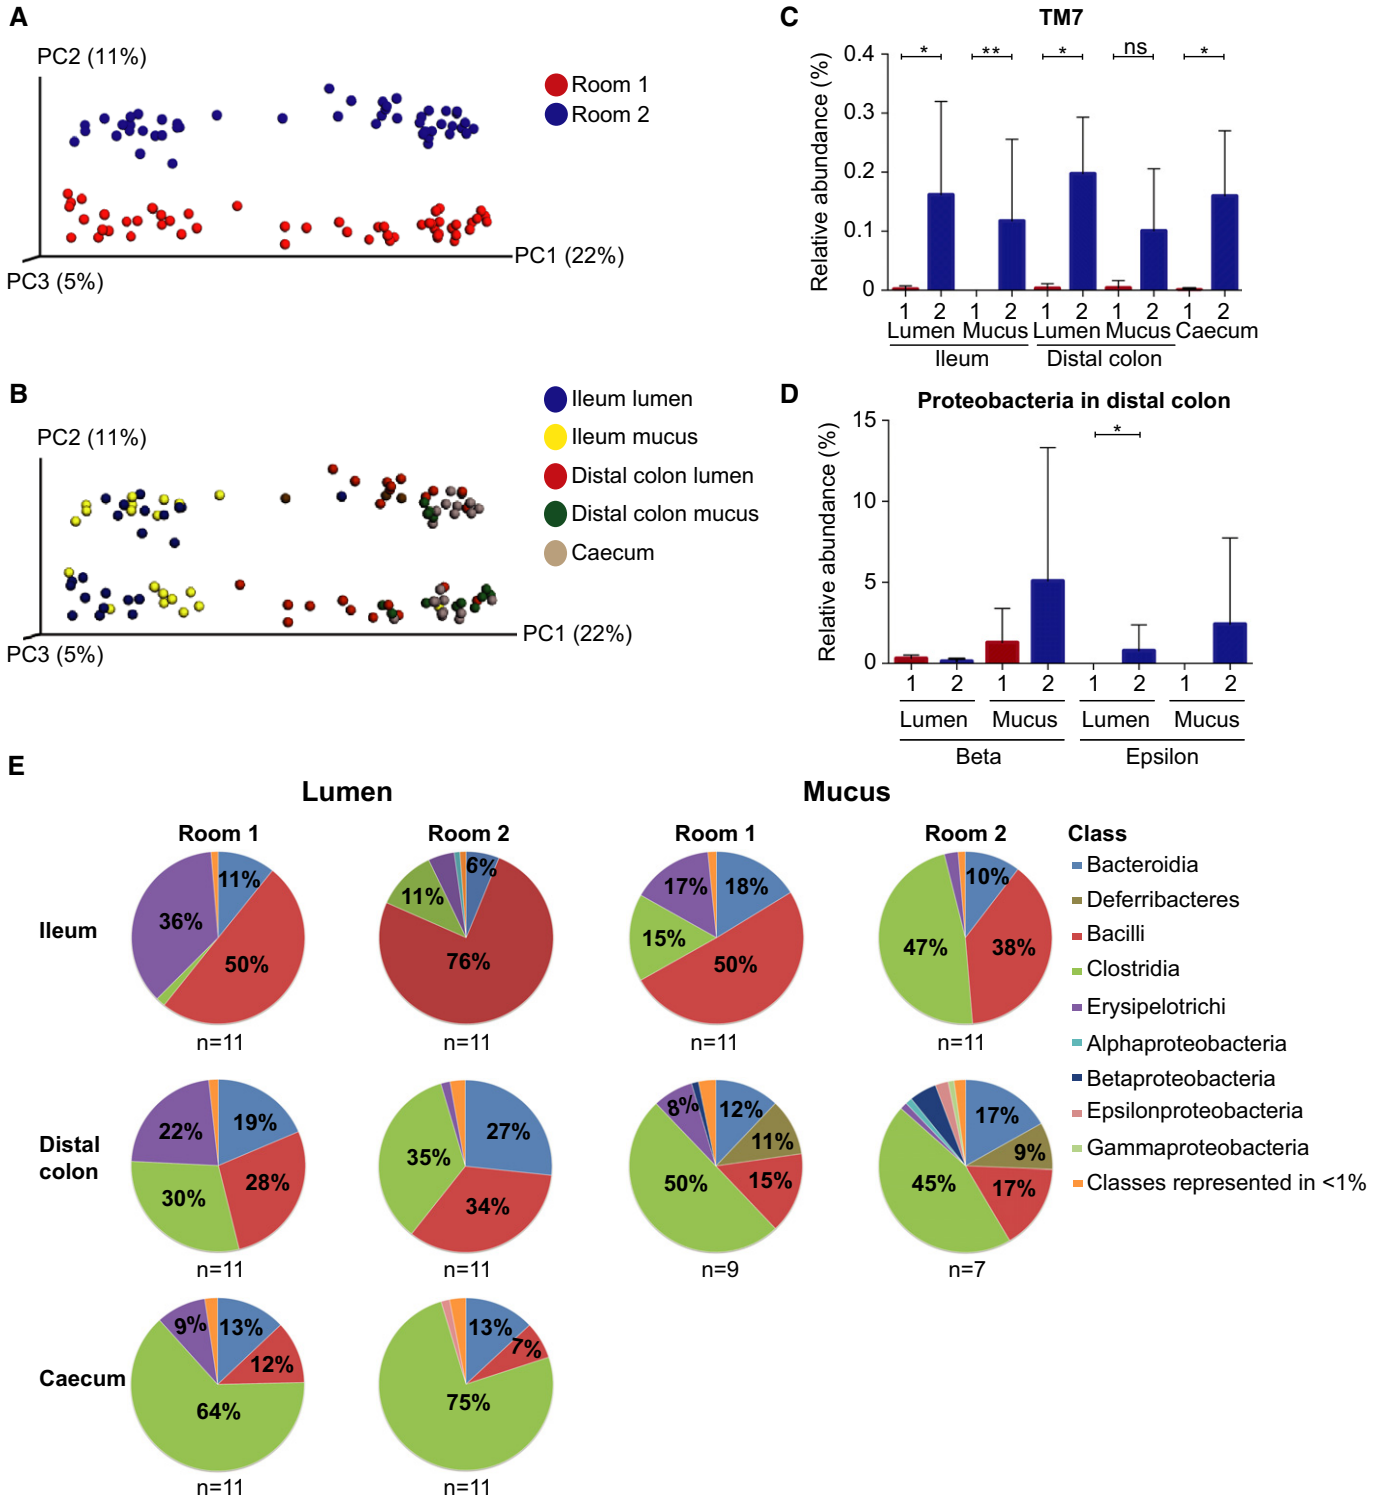 A
PC2 (11%)
Room 1
Room 2
PC1 (22%)
PC3 (5%)
B
PC2 (11%)
Ileum lumen
Ileum mucus
Distal colon lumen
Distal colon mucus
Caecum
PC1 (22%)
PC3 (5%)
C
TM7
Relative abundance (%)
0.4
0.3
0.2
0.1
0
* ** * ns *
1 2 1 2 1 2 1 2 1 2
Lumen Mucus Lumen Mucus Caecum
Ileum Distal colon
D
Proteobacteria in distal colon
Relative abundance (%)
15
10
5
0
*
1 2 1 2 1 2 1 2
Lumen Mucus Lumen Mucus
Beta Epsilon
E
Lumen Mucus
Room 1 Room 2 Room 1 Room 2
Ileum
11%
36%
50%
n=11
6%
11%
76%
n=11
17% 18%
15%
50%
n=11
10%
47% 38%
n=11
Distal
colon
22% 19%
30% 28%
n=11
27%
35%
34%
n=11
8% 12%
11%
50% 15%
n=9
17%
9%
45% 17%
n=7
Caecum
9% 13%
12%
64%
n=11
13%
7%
75%
n=11
Class
Bacteroidia
Deferribacteres
Bacilli
Clostridia
Erysipelotrichi
Alphaproteobacteria
Betaproteobacteria
Epsilonproteobacteria
Gammaproteobacteria
Classes represented in <1%